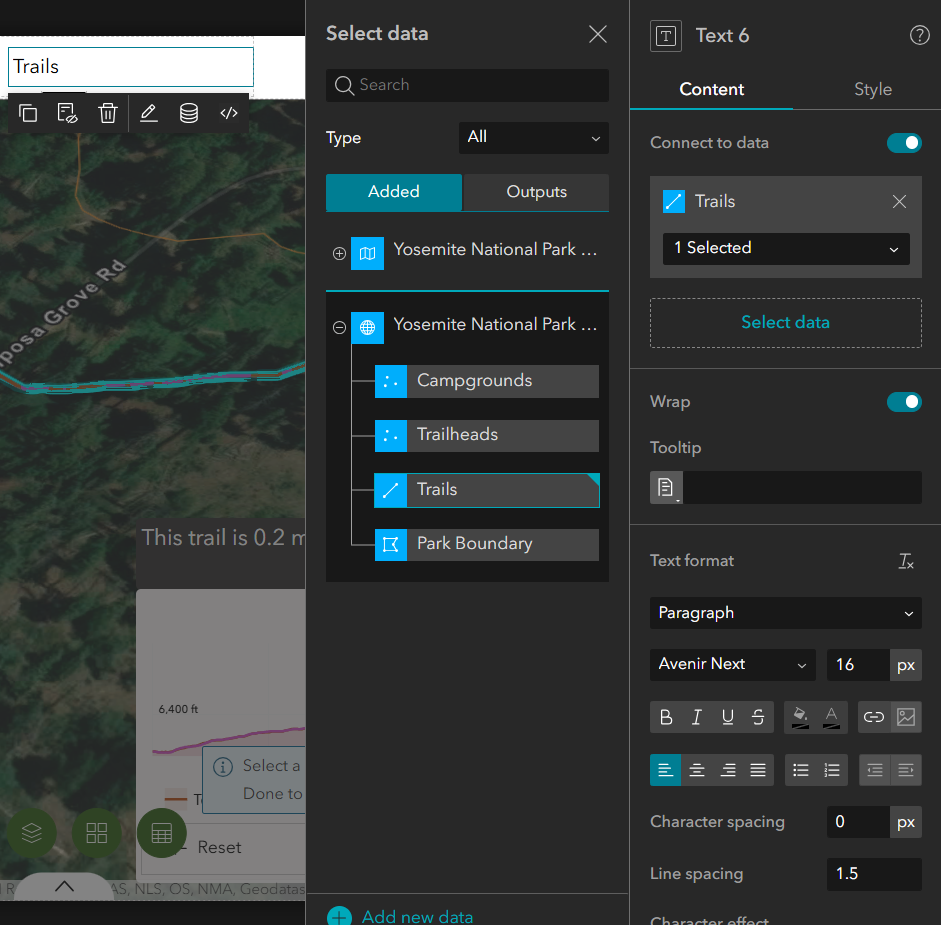 Trails
posa Grove Rd
This trail is 0.2 m
6,400 ft
Select a
Done to
Reset
AS, NLS, OS, NMA, Geodatas
Select data
Search
Type
All
Added
Outputs
Yosemite National Park ...
Yosemite National Park ...
Campgrounds
Trailheads
Trails
Park Boundary
Add new data
T
Text 6
?
Content
Style
Connect to data
Trails
1 Selected
Select data
Wrap
Tooltip
Text format
Paragraph
Avenir Next
16
px
B
I
U
S
A
Character spacing
0
px
Line spacing
1.5
Character effect